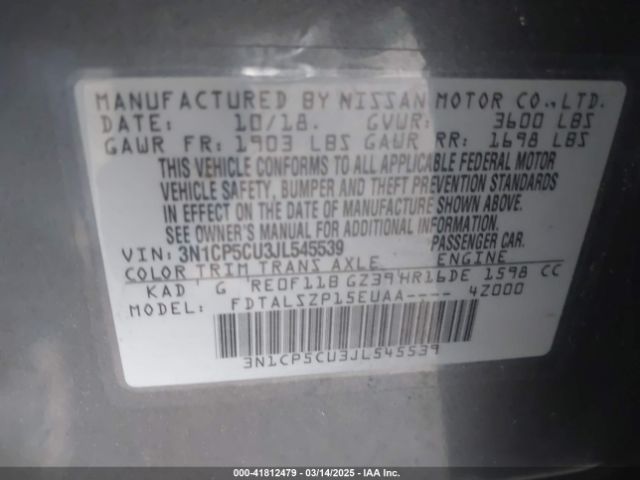 MANUFACTURED BY NISSAN MOTOR CO., LTD.
DATE: 10/18. GVWR: 3600 LBS
GAWR FR: 1903 LBS GAWR RR: 1698 LBS
THIS VEHICLE CONFORMS TO ALL APPLICABLE FEDERAL MOTOR
VEHICLE SAFETY, BUMPER AND THEFT PREVENTION STANDARDS
IN EFFECT ON THE DATE OF MANUFACTURE SHOWN ABOVE.
SEE OWNER'S MANUAL FOR ADDITIONAL INFORMATION.
VIN: 3N1CP5CU3JL545539 PASSENGER CAR.
COLOR TRIM TRANS AXLE ENGINE
KAD G RE0F11B GZ39 HR16DE 1598 CC
MODEL: FDTALSZP15EUAA---- 4Z000
3N1CP5CU3JL545539
000-41812479 — 03/14/2025 — IAA Inc.